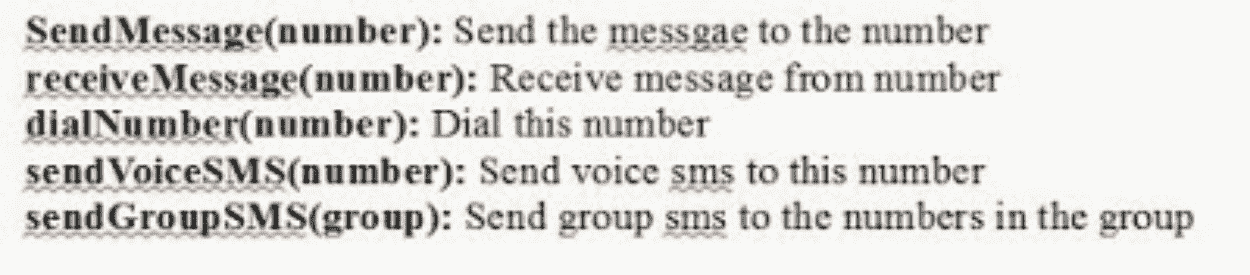 SendMessage(number): Send the messgae to the number
receiveMessage(number): Receive message from number
dialNumber(number): Dial this number
sendVoiceSMS(number): Send voice sms to this number
sendGroupSMS(group): Send group sms to the numbers in the group